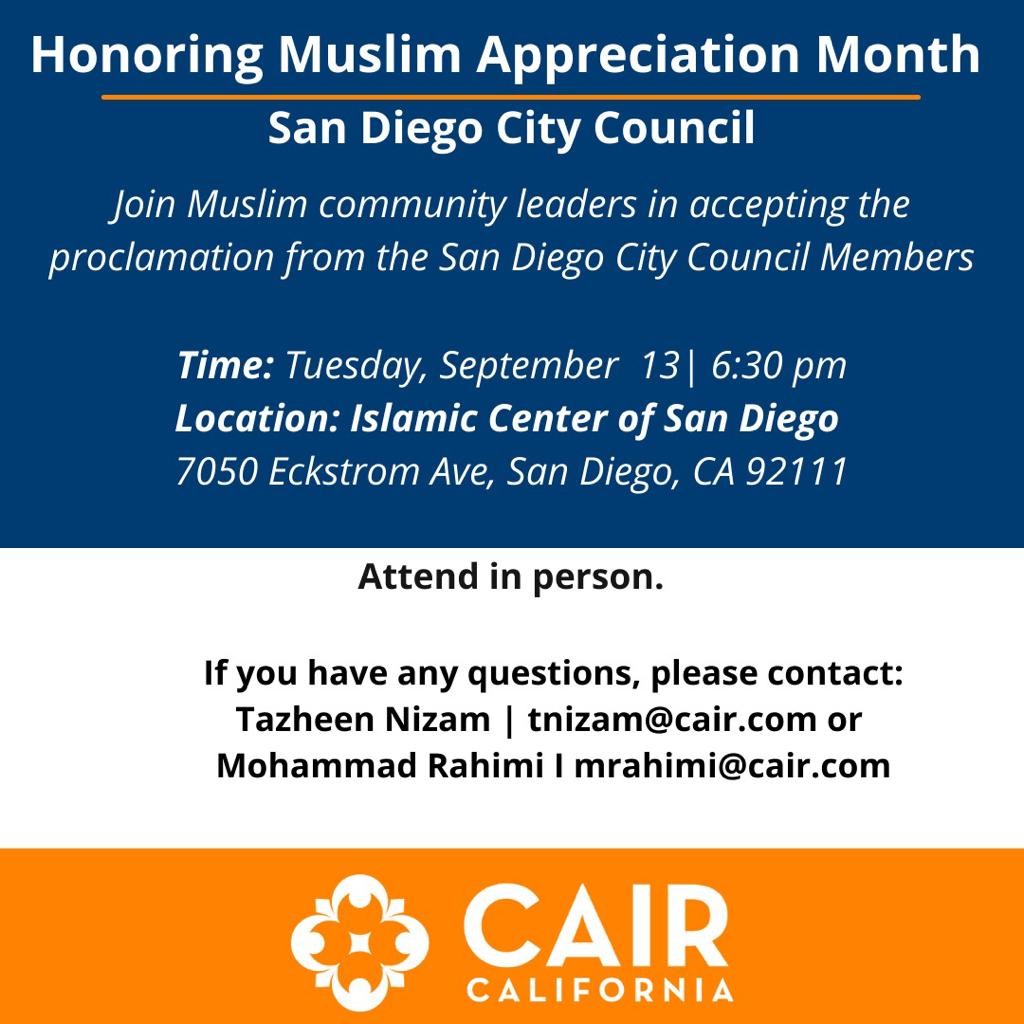 Honoring Muslim Appreciation Month
San Diego City Council
Join Muslim community leaders in accepting the
proclamation from the San Diego City Council Members
Time: Tuesday, September 13| 6:30 pm
Location: Islamic Center of San Diego
7050 Eckstrom Ave, San Diego, CA 92111
Attend in person.
If you have any questions, please contact:
Tazheen Nizam | tnizam@cair.com or
Mohammad Rahimi I mrahimi@cair.com
CAIR
CALIFORNIA